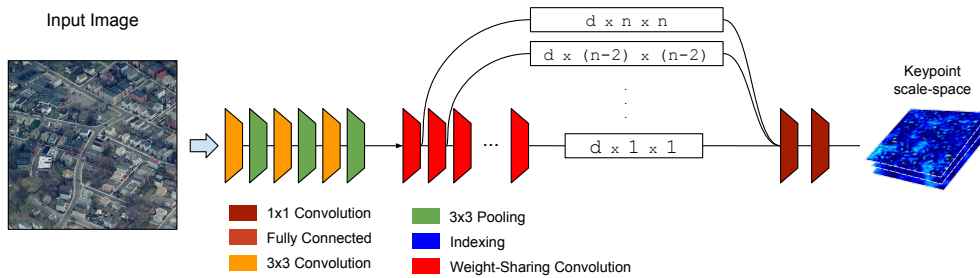 Input Image
d x n x n
d x (n-2) x (n-2)
.
.
.
...
d x 1 x 1
Keypoint
scale-space
1x1 Convolution
Fully Connected
3x3 Convolution
3x3 Pooling
Indexing
Weight-Sharing Convolution